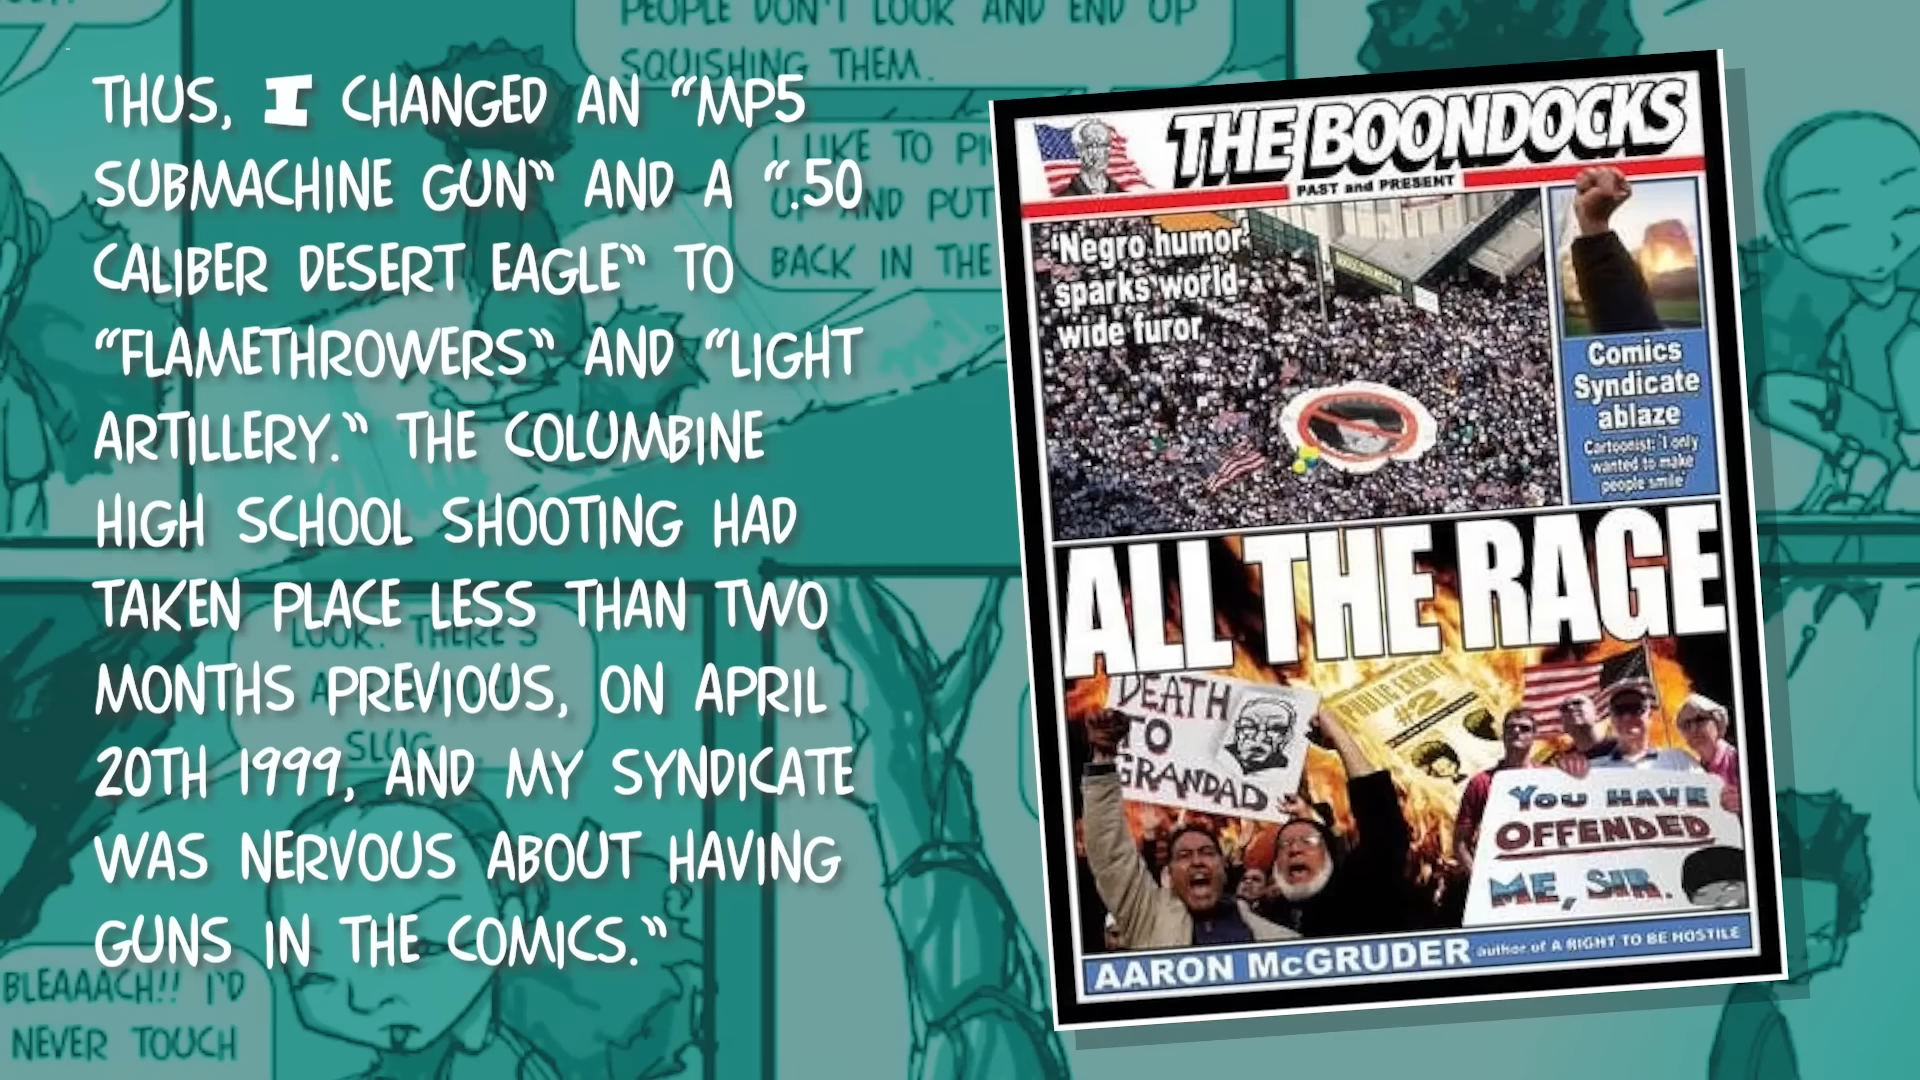 PEOPLE DON'T LOOK AND END UP
SQUISHING THEM.
THUS, I CHANGED AN "MP5
SUBMACHINE GUN" AND A ".50
CALIBER DESERT EAGLE" TO
"FLAMETHROWERS" AND "LIGHT
ARTILLERY." THE COLUMBINE
HIGH SCHOOL SHOOTING HAD
TAKEN PLACE LESS THAN TWO
MONTHS PREVIOUS, ON APRIL
20TH 1999, AND MY SYNDICATE
WAS NERVOUS ABOUT HAVING
GUNS IN THE COMICS."
I LIKE TO
UP AND PUT
BACK IN THE
LOOK. THERE'S
SLUG
BLEAAACH!! I'D
NEVER TOUCH
THE BOONDOCKS
PAST and PRESENT
'Negro humor'
sparks world-
wide furor
Comics
Syndicate
ablaze
Cartoonist: 'I only
wanted to make
people smile'
ALL THE RAGE
DEATH
TO
GRANDAD
PUBLIC ENEMY
#2
YOU HAVE
OFFENDED
ME, SIR.
AARON McGRUDER author of A RIGHT TO BE HOSTILE